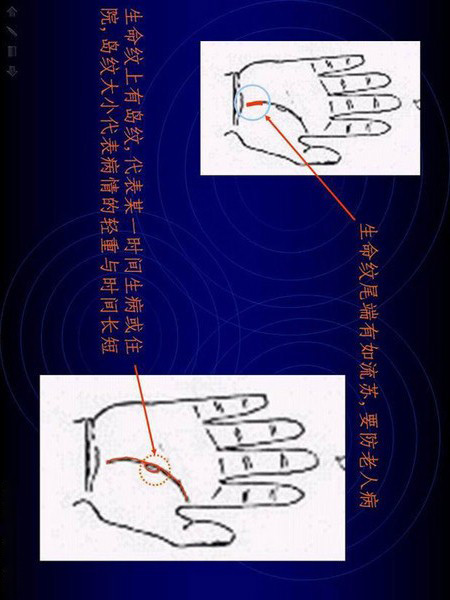 生命纹尾端有如流苏,要防老人病
生命纹上有岛纹,代表某一时间生病或住
院,岛纹大小代表病情的轻重与时间长短